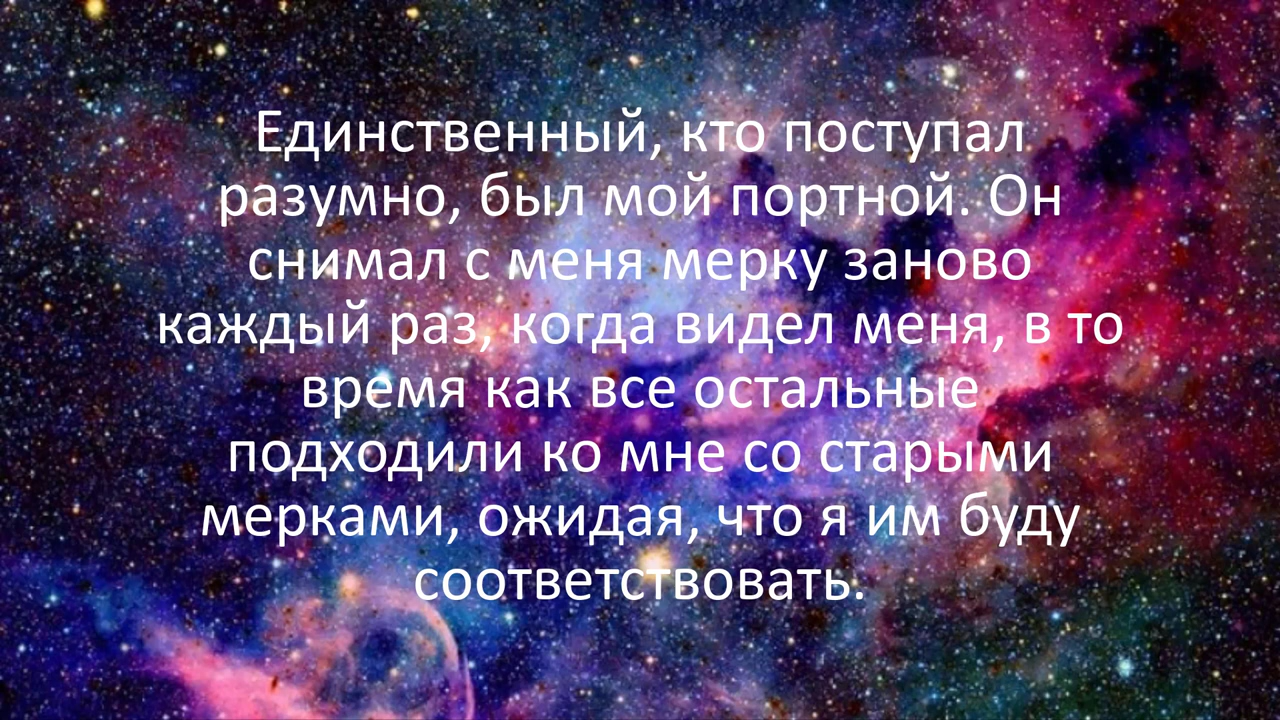 Единственный, кто поступал
разумно, был мой портной. Он
снимал с меня мерку заново
каждый раз, когда видел меня, в то
время как все остальные
подходили ко мне со старыми
мерками, ожидая, что я им буду
соответствовать.